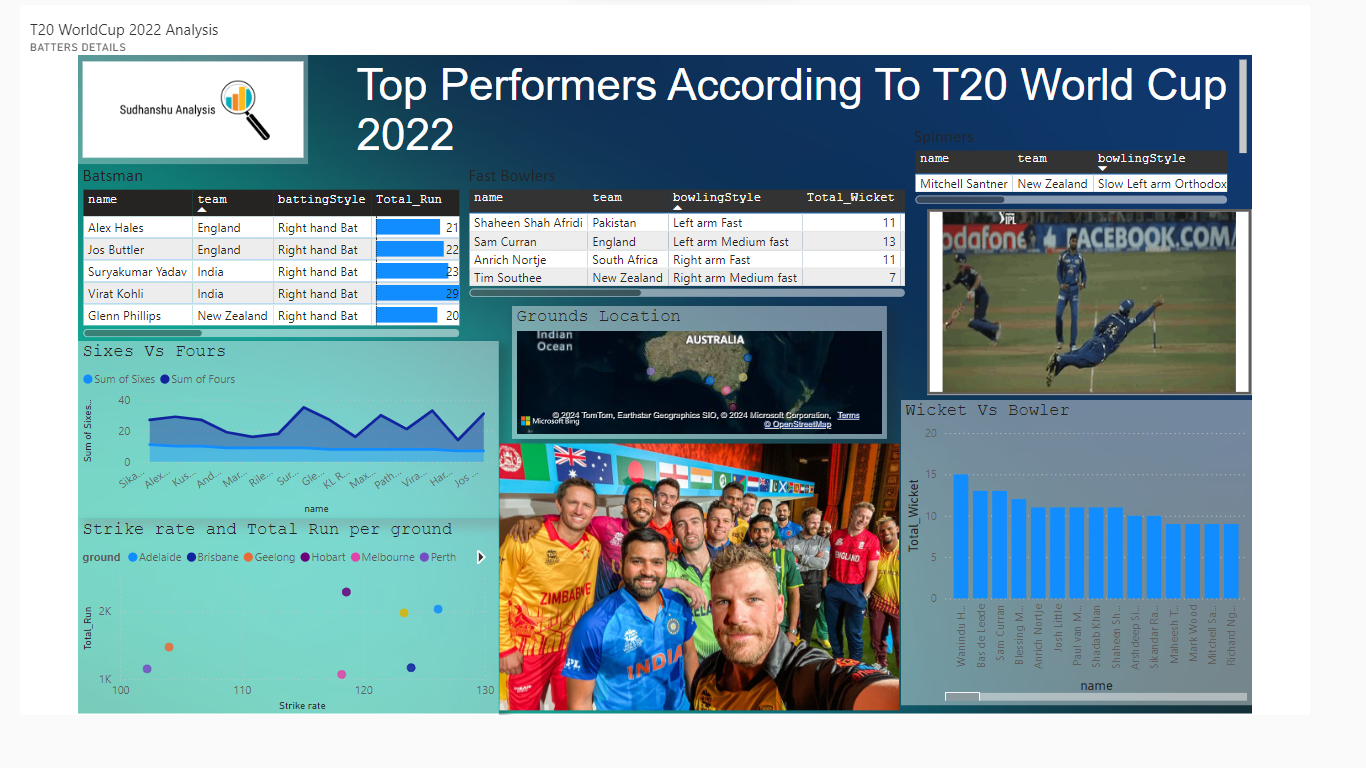 T20 WorldCup 2022 Analysis
BATTERS DETAILS
Sudhanshu Analysis
Top Performers According To T20 World Cup
2022
Batsman
name team battingStyle Total_Run
Alex Hales England Right hand Bat 21
Jos Buttler England Right hand Bat 22
Suryakumar Yadav India Right hand Bat 23
Virat Kohli India Right hand Bat 29
Glenn Phillips New Zealand Right hand Bat 20
Fast Bowlers
name team bowlingStyle Total_Wicket
Shaheen Shah Afridi Pakistan Left arm Fast 11
Sam Curran England Left arm Medium fast 13
Anrich Nortje South Africa Right arm Fast 11
Tim Southee New Zealand Right arm Medium fast 7
Spinners
name team bowlingStyle
Mitchell Santner New Zealand Slow Left arm Orthodox
IPL
vodafone FACEBOOK.COM/
Sixes Vs Fours
Sum of Sixes Sum of Fours
Sum of Sixes...
40
20
0
Sika... Alex... Kus... And... Mar... Rile... Sur... Gle... KL R... Max... Path... Vira... Har... Jos ...
name
Grounds Location
Indian
Ocean
AUSTRALIA
© 2024 TomTom, Earthstar Geographics SIO, © 2024 Microsoft Corporation, Terms
Microsoft Bing
© OpenStreetMap
Strike rate and Total Run per ground
ground Adelaide Brisbane Geelong Hobart Melbourne Perth
Total_Run
2K
1K
100 110 120 130
Strike rate
ZIMBABWE
INDIA
ENGLAND
Wicket Vs Bowler
Total_Wicket
20
15
10
5
0
Wanindu H... Bas de Leede Sam Curran Blessing M... Anrich Nortje Josh Little Paul van M... Shadab Khan Shaheen Sh... Arshdeep Si... Sikandar Ra... Maheesh T... Mark Wood Mitchell Sa... Richard Ng...
name